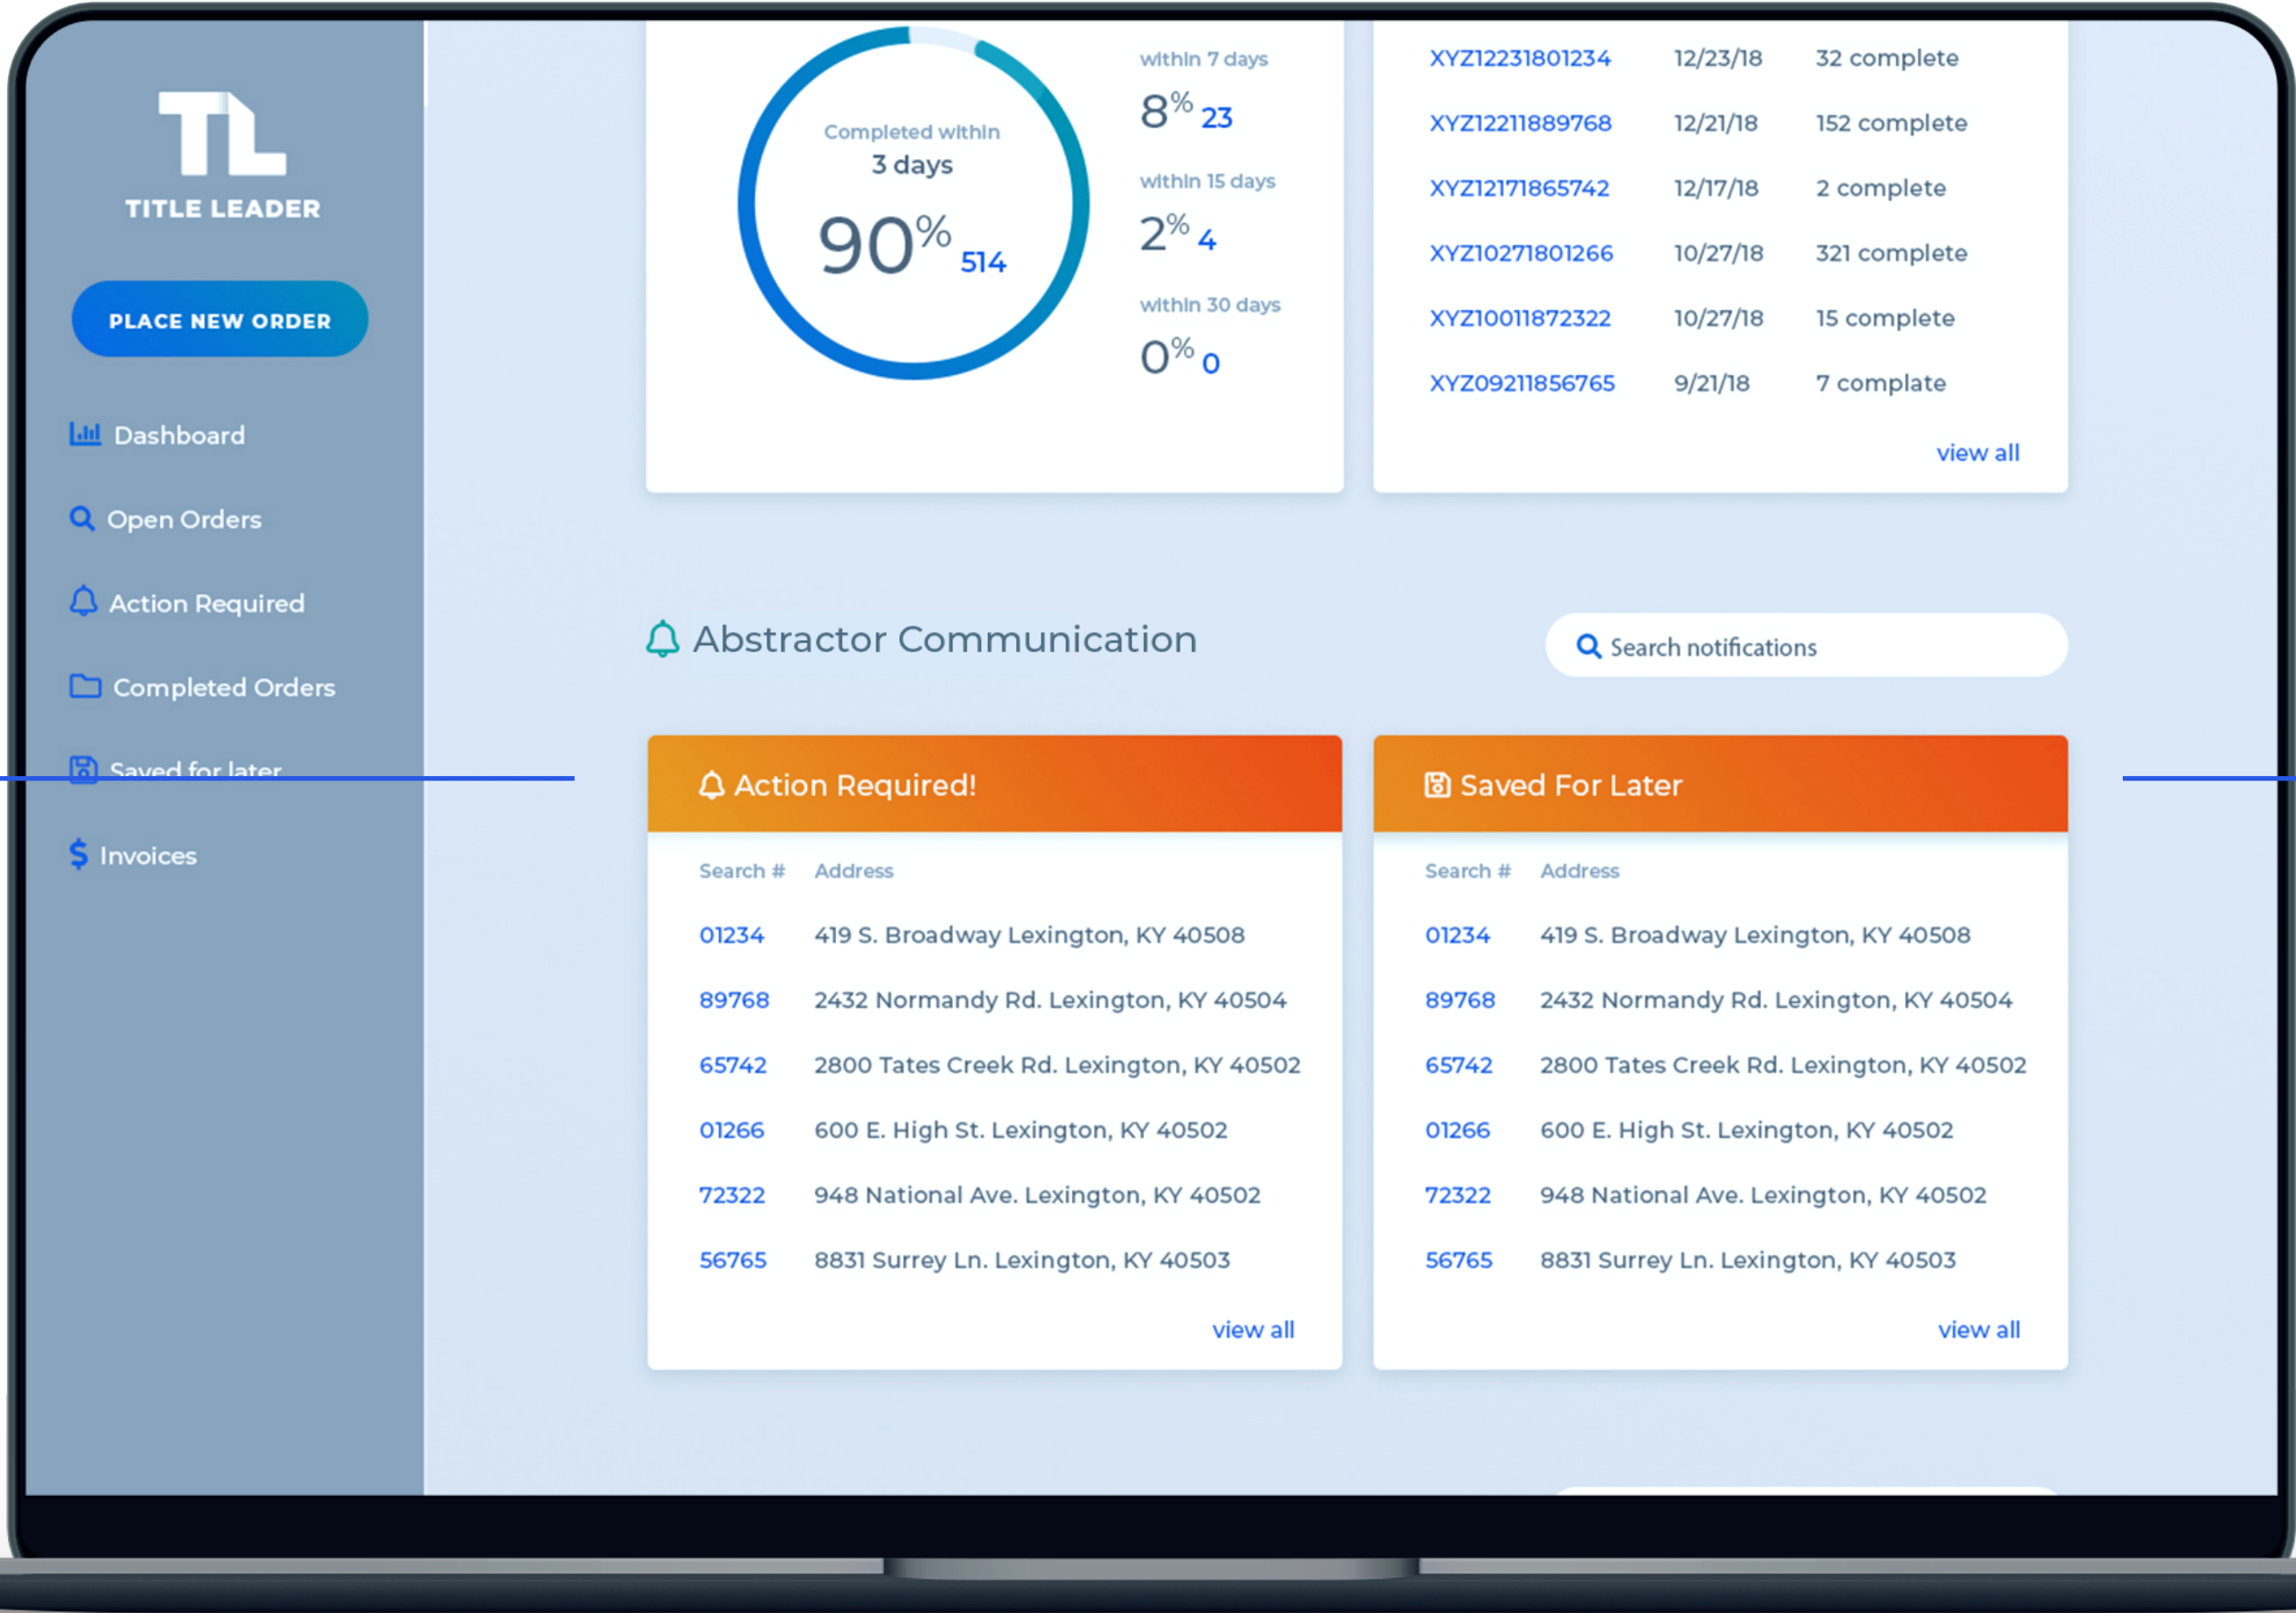 TL
TITLE LEADER
PLACE NEW ORDER
Dashboard
Open Orders
Action Required
Completed Orders
Saved for later
Invoices
Completed within
3 days
90% 514
within 7 days
8% 23
within 15 days
2% 4
within 30 days
0% 0
XYZ12231801234 12/23/18 32 complete
XYZ12211889768 12/21/18 152 complete
XYZ12171865742 12/17/18 2 complete
XYZ10271801266 10/27/18 321 complete
XYZ10011872322 10/27/18 15 complete
XYZ09211856765 9/21/18 7 complate
view all
Abstractor Communication
Search notifications
Action Required!
Search # Address
01234 419 S. Broadway Lexington, KY 40508
89768 2432 Normandy Rd. Lexington, KY 40504
65742 2800 Tates Creek Rd. Lexington, KY 40502
01266 600 E. High St. Lexington, KY 40502
72322 948 National Ave. Lexington, KY 40502
56765 8831 Surrey Ln. Lexington, KY 40503
view all
Saved For Later
Search # Address
01234 419 S. Broadway Lexington, KY 40508
89768 2432 Normandy Rd. Lexington, KY 40504
65742 2800 Tates Creek Rd. Lexington, KY 40502
01266 600 E. High St. Lexington, KY 40502
72322 948 National Ave. Lexington, KY 40502
56765 8831 Surrey Ln. Lexington, KY 40503
view all